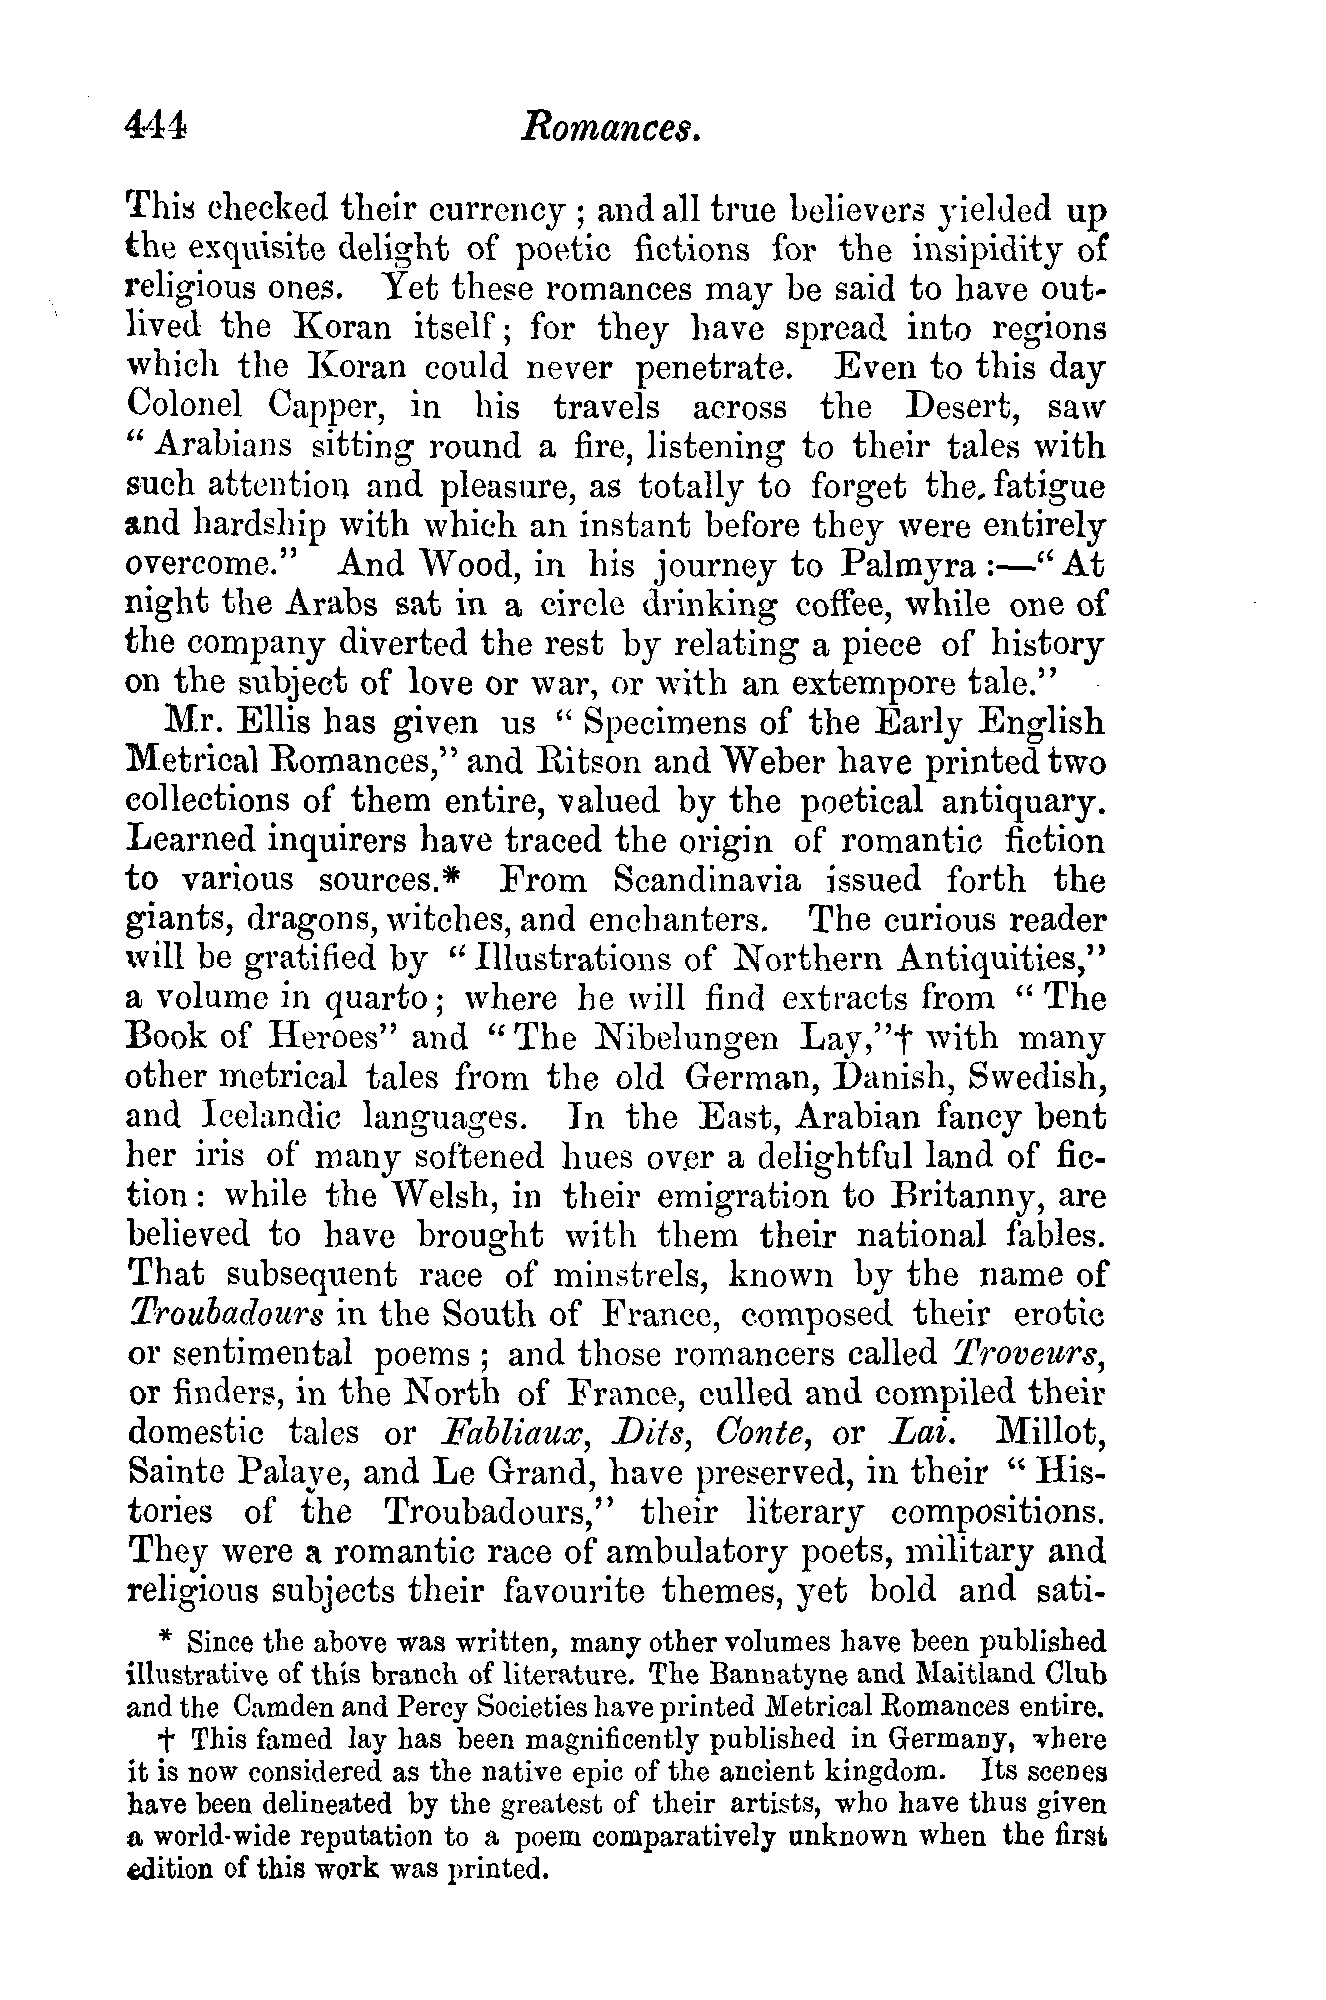 444 Romances.
This checked their currency ; and all true believers yielded up
the exquisite delight of poetic fictions for the insipidity of
religious ones. Yet these romances may be said to have out-
lived the Koran itself ; for they have spread into regions
which the Koran could never penetrate. Even to this day
Colonel Capper, in his travels across the Desert, saw
“ Arabians sitting round a fire, listening to their tales with
such attention and pleasure, as totally to forget the fatigue
and hardship with which an instant before they were entirely
overcome.” And Wood, in his journey to Palmyra :—“ At
night the Arabs sat in a circle drinking coffee, while one of
the company diverted the rest by relating a piece of history
on the subject of love or war, or with an extempore tale.”
Mr. Ellis has given us “ Specimens of the Early English
Metrical Romances,” and Ritson and Weber have printed two
collections of them entire, valued by the poetical antiquary.
Learned inquirers have traced the origin of romantic fiction
to various sources.* From Scandinavia issued forth the
giants, dragons, witches, and enchanters. The curious reader
will be gratified by “ Illustrations of Northern Antiquities,”
a volume in quarto ; where he will find extracts from “ The
Book of Heroes” and “ The Nibelungen Lay,”† with many
other metrical tales from the old German, Danish, Swedish,
and Icelandic languages. In the East, Arabian fancy bent
her iris of many softened hues over a delightful land of fic-
tion : while the Welsh, in their emigration to Britanny, are
believed to have brought with them their national fables.
That subsequent race of minstrels, known by the name of
Troubadours in the South of France, composed their erotic
or sentimental poems ; and those romancers called Troveurs,
or finders, in the North of France, culled and compiled their
domestic tales or Fabliaux, Dits, Conte, or Lai. Millot,
Sainte Palaye, and Le Grand, have preserved, in their “ His-
tories of the Troubadours,” their literary compositions.
They were a romantic race of ambulatory poets, military and
religious subjects their favourite themes, yet bold and sati-
* Since the above was written, many other volumes have been published
illustrative of this branch of literature. The Bannatyne and Maitland Club
and the Camden and Percy Societies have printed Metrical Romances entire.
† This famed lay has been magnificently published in Germany, where
it is now considered as the native epic of the ancient kingdom. Its scenes
have been delineated by the greatest of their artists, who have thus given
a world-wide reputation to a poem comparatively unknown when the first
edition of this work was printed.